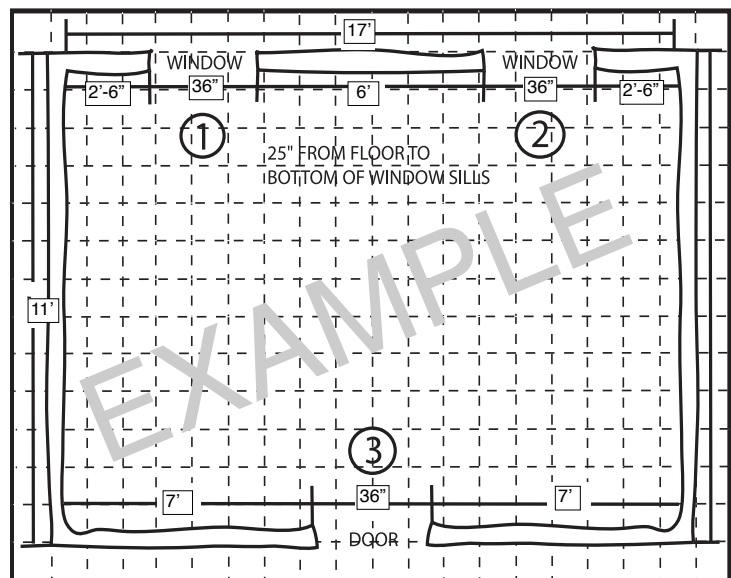 17’
WINDOW WINDOW
2’-6” 36” 6’ 36” 2’-6”
1 2
25" FROM FLOOR TO
BOTTOM OF WINDOW SILLS
EXAMPLE
11’
3
7’ 36” 7’
DOOR